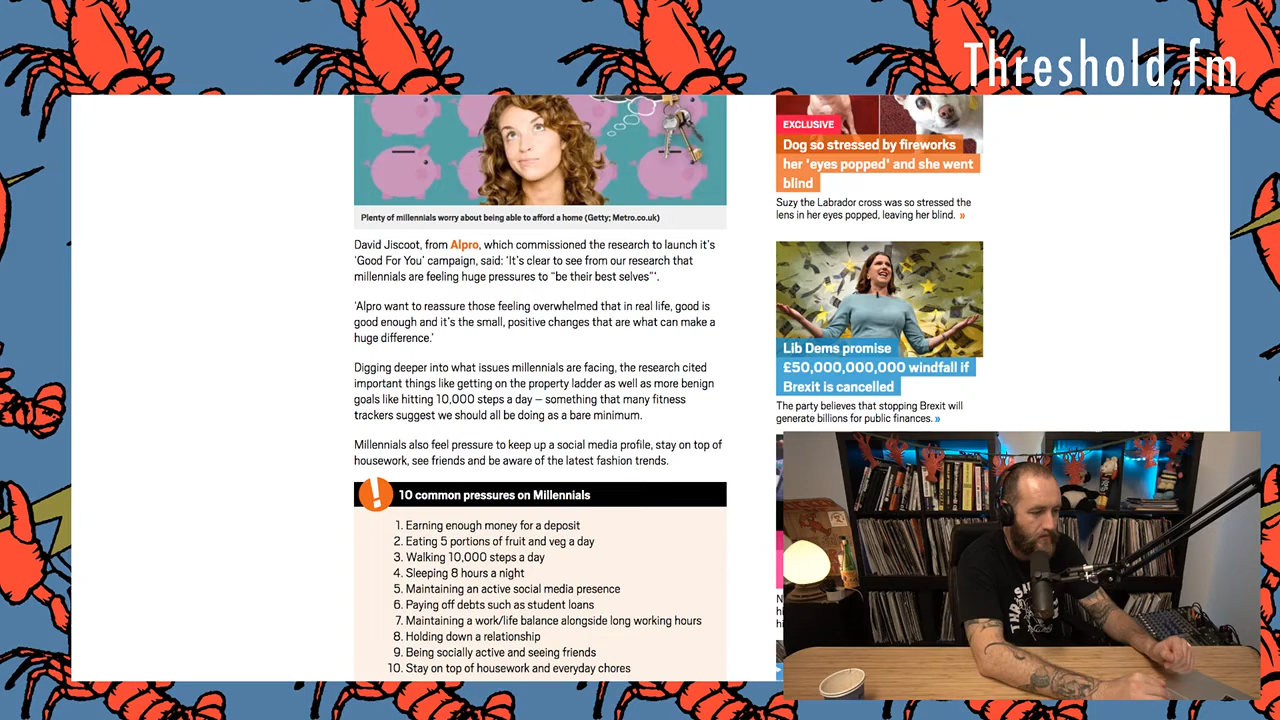 Threshold.fm
Plenty of millennials worry about being able to afford a home (Getty; Metro.co.uk)
David Jiscoot, from Alpro, which commissioned the research to launch it's
'Good For You' campaign, said: 'It's clear to see from our research that
millennials are feeling huge pressures to "be their best selves"'.
'Alpro want to reassure those feeling overwhelmed that in real life, good is
good enough and it's the small, positive changes that are what can make a
huge difference.'
Digging deeper into what issues millennials are facing, the research cited
important things like getting on the property ladder as well as more benign
goals like hitting 10,000 steps a day – something that many fitness
trackers suggest we should all be doing as a bare minimum.
Millennials also feel pressure to keep up a social media profile, stay on top of
housework, see friends and be aware of the latest fashion trends.
! 10 common pressures on Millennials
1. Earning enough money for a deposit
2. Eating 5 portions of fruit and veg a day
3. Walking 10,000 steps a day
4. Sleeping 8 hours a night
5. Maintaining an active social media presence
6. Paying off debts such as student loans
7. Maintaining a work/life balance alongside long working hours
8. Holding down a relationship
9. Being socially active and seeing friends
10. Stay on top of housework and everyday chores
EXCLUSIVE
Dog so stressed by fireworks
her 'eyes popped' and she went
blind
Suzy the Labrador cross was so stressed the
lens in her eyes popped, leaving her blind. »
Lib Dems promise
£50,000,000,000 windfall if
Brexit is cancelled
The party believes that stopping Brexit will
generate billions for public finances. »